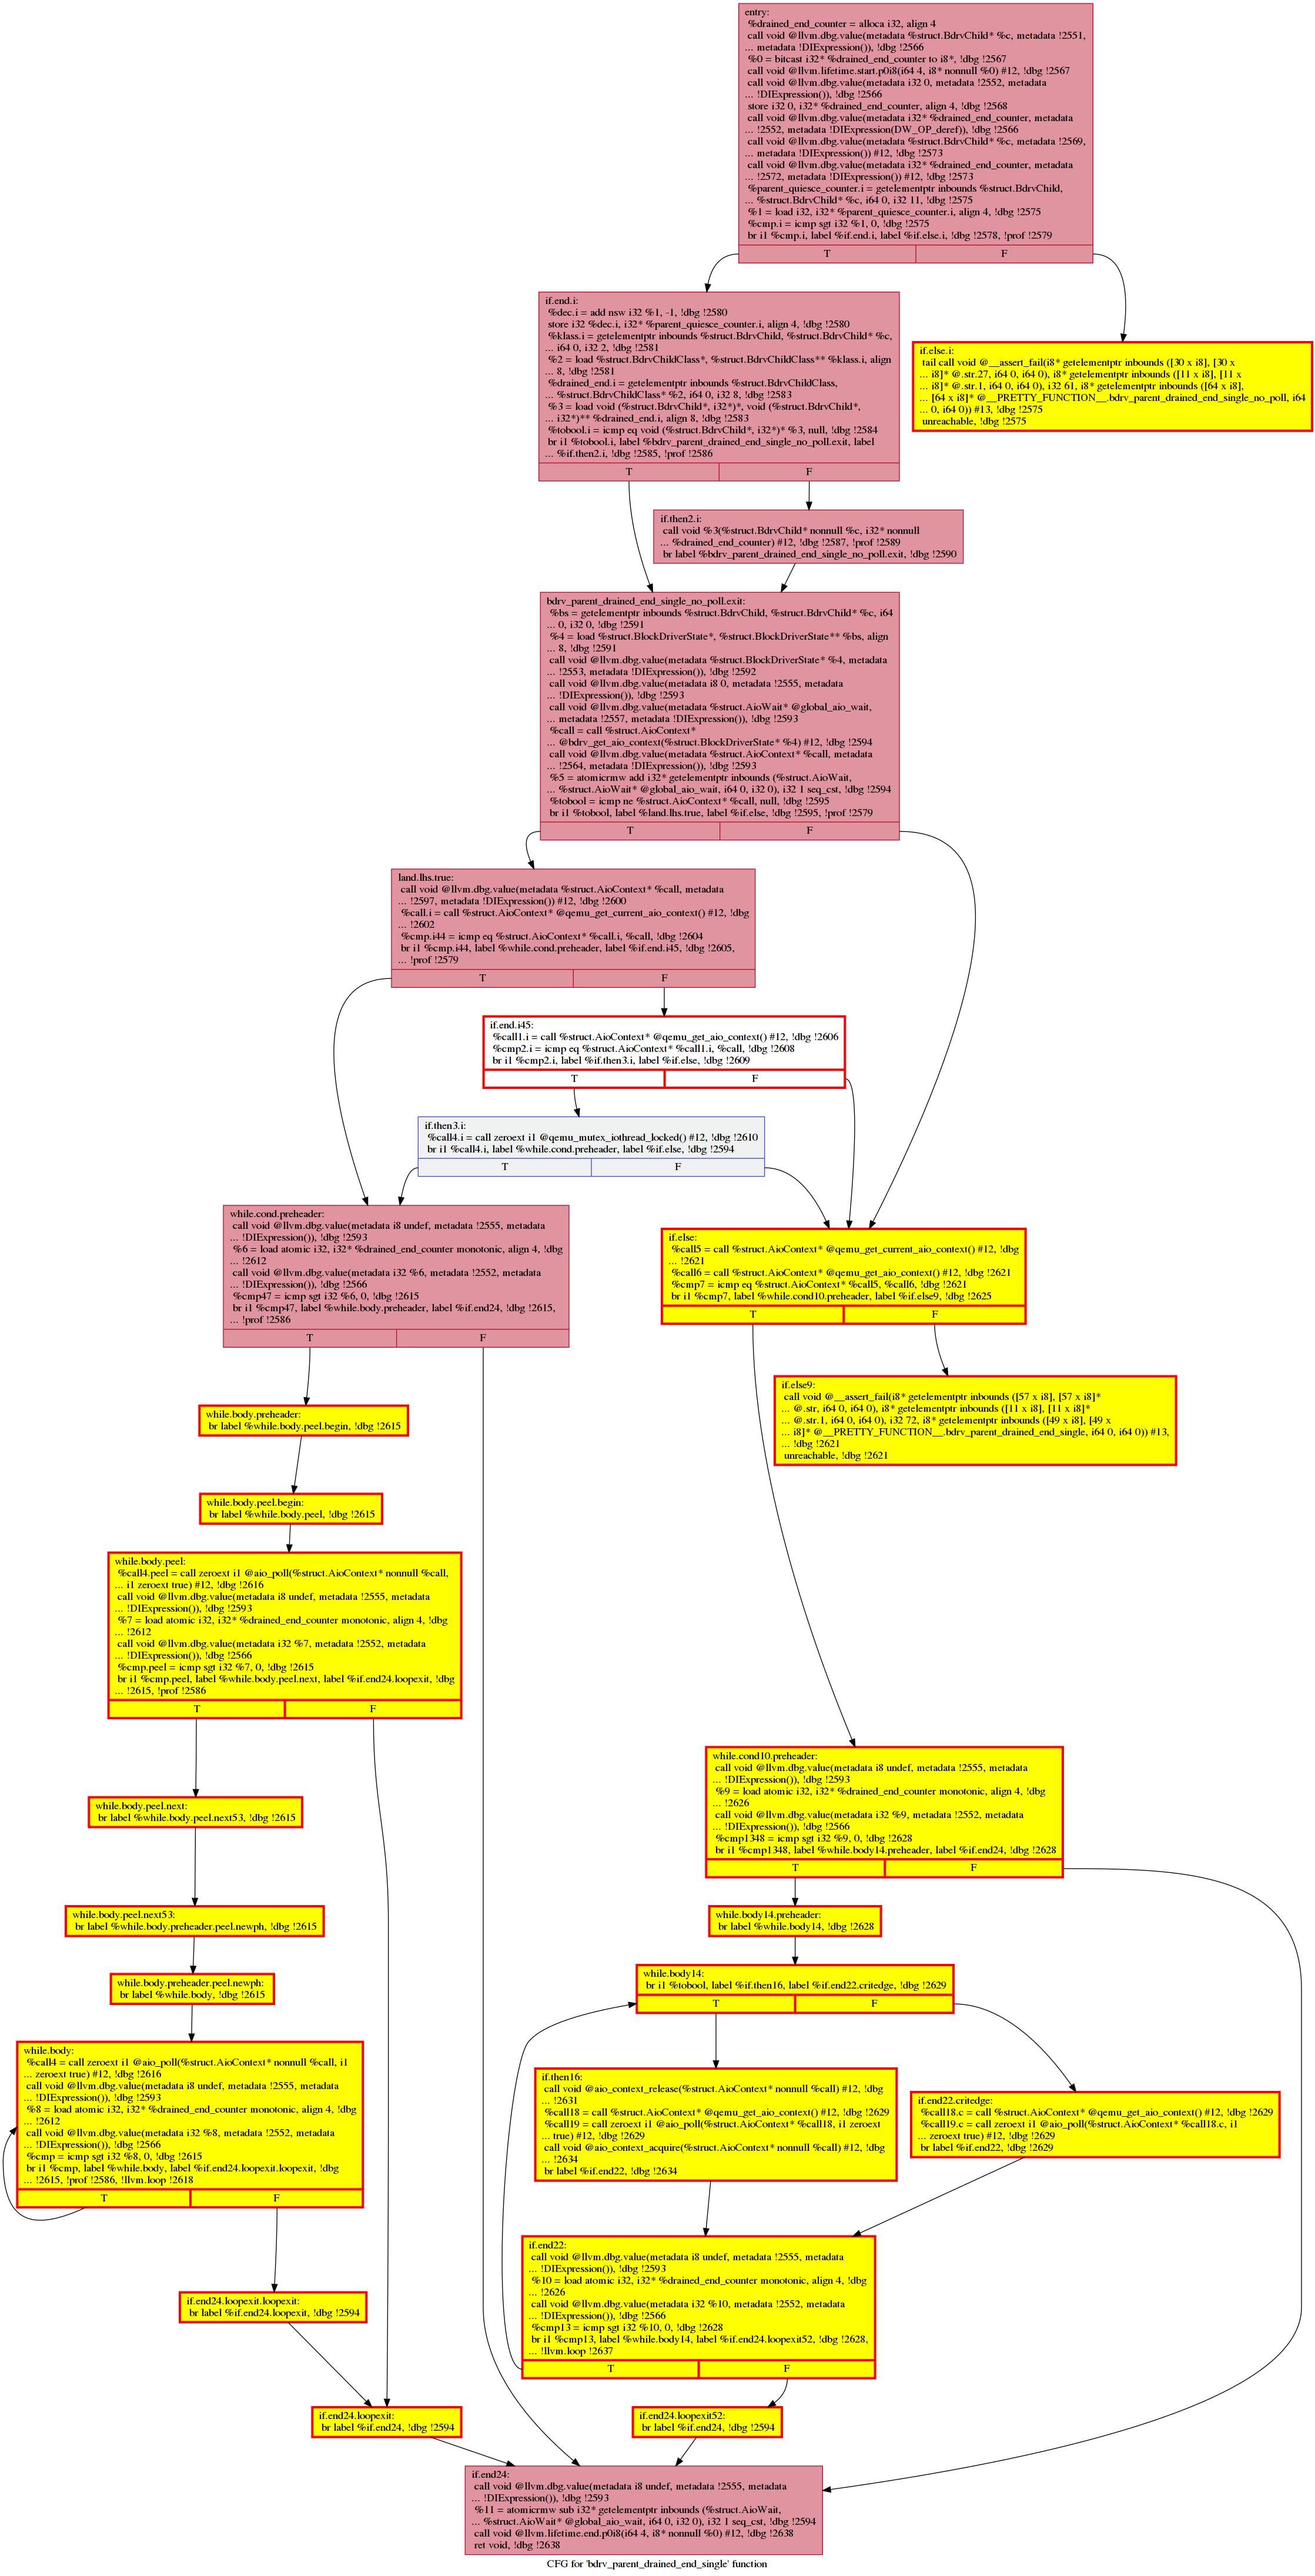 entry:
%drained_end_counter = alloca i32, align 4
call void @llvm.dbg.value(metadata %struct.BdrvChild* %c, metadata !2551,
... metadata !DIExpression()), !dbg !2566
%0 = bitcast i32* %drained_end_counter to i8*, !dbg !2567
call void @llvm.lifetime.start.p0i8(i64 4, i8* nonnull %0) #12, !dbg !2567
call void @llvm.dbg.value(metadata i32 0, metadata !2552, metadata
... !DIExpression()), !dbg !2566
store i32 0, i32* %drained_end_counter, align 4, !dbg !2568
call void @llvm.dbg.value(metadata i32* %drained_end_counter, metadata
... !2552, metadata !DIExpression(DW_OP_deref)), !dbg !2566
call void @llvm.dbg.value(metadata %struct.BdrvChild* %c, metadata !2569,
... metadata !DIExpression()) #12, !dbg !2573
call void @llvm.dbg.value(metadata i32* %drained_end_counter, metadata
... !2572, metadata !DIExpression()) #12, !dbg !2573
%parent_quiesce_counter.i = getelementptr inbounds %struct.BdrvChild,
... %struct.BdrvChild* %c, i64 0, i32 11, !dbg !2575
%1 = load i32, i32* %parent_quiesce_counter.i, align 4, !dbg !2575
%cmp.i = icmp sgt i32 %1, 0, !dbg !2575
br i1 %cmp.i, label %if.end.i, label %if.else.i, !dbg !2578, !prof !2579
T F
if.end.i:
%dec.i = add nsw i32 %1, -1, !dbg !2580
store i32 %dec.i, i32* %parent_quiesce_counter.i, align 4, !dbg !2580
%klass.i = getelementptr inbounds %struct.BdrvChild, %struct.BdrvChild* %c,
... i64 0, i32 2, !dbg !2581
%2 = load %struct.BdrvChildClass*, %struct.BdrvChildClass** %klass.i, align
... 8, !dbg !2581
%drained_end.i = getelementptr inbounds %struct.BdrvChildClass,
... %struct.BdrvChildClass* %2, i64 0, i32 8, !dbg !2583
%3 = load void (%struct.BdrvChild*, i32*)*, void (%struct.BdrvChild*,
... i32*)** %drained_end.i, align 8, !dbg !2583
%tobool.i = icmp eq void (%struct.BdrvChild*, i32*)* %3, null, !dbg !2584
br i1 %tobool.i, label %bdrv_parent_drained_end_single_no_poll.exit, label
... %if.then2.i, !dbg !2585, !prof !2586
T F
if.else.i:
tail call void @__assert_fail(i8* getelementptr inbounds ([30 x i8], [30 x
... i8]* @.str.27, i64 0, i64 0), i8* getelementptr inbounds ([11 x i8], [11 x
... i8]* @.str.1, i64 0, i64 0), i32 61, i8* getelementptr inbounds ([64 x i8],
... [64 x i8]* @__PRETTY_FUNCTION__.bdrv_parent_drained_end_single_no_poll, i64
... 0, i64 0)) #13, !dbg !2575
unreachable, !dbg !2575
if.then2.i:
call void %3(%struct.BdrvChild* nonnull %c, i32* nonnull
... %drained_end_counter) #12, !dbg !2587, !prof !2589
br label %bdrv_parent_drained_end_single_no_poll.exit, !dbg !2590
bdrv_parent_drained_end_single_no_poll.exit:
%bs = getelementptr inbounds %struct.BdrvChild, %struct.BdrvChild* %c, i64
... 0, i32 0, !dbg !2591
%4 = load %struct.BlockDriverState*, %struct.BlockDriverState** %bs, align
... 8, !dbg !2591
call void @llvm.dbg.value(metadata %struct.BlockDriverState* %4, metadata
... !2553, metadata !DIExpression()), !dbg !2592
call void @llvm.dbg.value(metadata i8 0, metadata !2555, metadata
... !DIExpression()), !dbg !2593
call void @llvm.dbg.value(metadata %struct.AioWait* @global_aio_wait,
... metadata !2557, metadata !DIExpression()), !dbg !2593
%call = call %struct.AioContext*
... @bdrv_get_aio_context(%struct.BlockDriverState* %4) #12, !dbg !2594
call void @llvm.dbg.value(metadata %struct.AioContext* %call, metadata
... !2564, metadata !DIExpression()), !dbg !2593
%5 = atomicrmw add i32* getelementptr inbounds (%struct.AioWait,
... %struct.AioWait* @global_aio_wait, i64 0, i32 0), i32 1 seq_cst, !dbg !2594
%tobool = icmp ne %struct.AioContext* %call, null, !dbg !2595
br i1 %tobool, label %land.lhs.true, label %if.else, !dbg !2595, !prof !2579
T F
land.lhs.true:
call void @llvm.dbg.value(metadata %struct.AioContext* %call, metadata
... !2597, metadata !DIExpression()) #12, !dbg !2600
%call.i = call %struct.AioContext* @qemu_get_current_aio_context() #12, !dbg
... !2602
%cmp.i44 = icmp eq %struct.AioContext* %call.i, %call, !dbg !2604
br i1 %cmp.i44, label %while.cond.preheader, label %if.end.i45, !dbg !2605,
... !prof !2579
T F
if.end.i45:
%call1.i = call %struct.AioContext* @qemu_get_aio_context() #12, !dbg !2606
%cmp2.i = icmp eq %struct.AioContext* %call1.i, %call, !dbg !2608
br i1 %cmp2.i, label %if.then3.i, label %if.else, !dbg !2609
T F
if.then3.i:
%call4.i = call zeroext i1 @qemu_mutex_iothread_locked() #12, !dbg !2610
br i1 %call4.i, label %while.cond.preheader, label %if.else, !dbg !2594
T F
while.cond.preheader:
call void @llvm.dbg.value(metadata i8 undef, metadata !2555, metadata
... !DIExpression()), !dbg !2593
%6 = load atomic i32, i32* %drained_end_counter monotonic, align 4, !dbg
... !2612
call void @llvm.dbg.value(metadata i32 %6, metadata !2552, metadata
... !DIExpression()), !dbg !2566
%cmp47 = icmp sgt i32 %6, 0, !dbg !2615
br i1 %cmp47, label %while.body.preheader, label %if.end24, !dbg !2615,
... !prof !2586
T F
if.else:
%call5 = call %struct.AioContext* @qemu_get_current_aio_context() #12, !dbg
... !2621
%call6 = call %struct.AioContext* @qemu_get_aio_context() #12, !dbg !2621
%cmp7 = icmp eq %struct.AioContext* %call5, %call6, !dbg !2621
br i1 %cmp7, label %while.cond10.preheader, label %if.else9, !dbg !2625
T F
if.else9:
call void @__assert_fail(i8* getelementptr inbounds ([57 x i8], [57 x i8]*
... @.str, i64 0, i64 0), i8* getelementptr inbounds ([11 x i8], [11 x i8]*
... @.str.1, i64 0, i64 0), i32 72, i8* getelementptr inbounds ([49 x i8], [49 x
... i8]* @__PRETTY_FUNCTION__.bdrv_parent_drained_end_single, i64 0, i64 0)) #13,
... !dbg !2621
unreachable, !dbg !2621
while.body.preheader:
br label %while.body.peel.begin, !dbg !2615
while.body.peel.begin:
br label %while.body.peel, !dbg !2615
while.body.peel:
%call4.peel = call zeroext i1 @aio_poll(%struct.AioContext* nonnull %call,
... i1 zeroext true) #12, !dbg !2616
call void @llvm.dbg.value(metadata i8 undef, metadata !2555, metadata
... !DIExpression()), !dbg !2593
%7 = load atomic i32, i32* %drained_end_counter monotonic, align 4, !dbg
... !2612
call void @llvm.dbg.value(metadata i32 %7, metadata !2552, metadata
... !DIExpression()), !dbg !2566
%cmp.peel = icmp sgt i32 %7, 0, !dbg !2615
br i1 %cmp.peel, label %while.body.peel.next, label %if.end24.loopexit, !dbg
... !2615, !prof !2586
T F
while.cond10.preheader:
call void @llvm.dbg.value(metadata i8 undef, metadata !2555, metadata
... !DIExpression()), !dbg !2593
%9 = load atomic i32, i32* %drained_end_counter monotonic, align 4, !dbg
... !2626
call void @llvm.dbg.value(metadata i32 %9, metadata !2552, metadata
... !DIExpression()), !dbg !2566
%cmp1348 = icmp sgt i32 %9, 0, !dbg !2628
br i1 %cmp1348, label %while.body14.preheader, label %if.end24, !dbg !2628
T F
while.body.peel.next:
br label %while.body.peel.next53, !dbg !2615
while.body.peel.next53:
br label %while.body.preheader.peel.newph, !dbg !2615
while.body14.preheader:
br label %while.body14, !dbg !2628
while.body.preheader.peel.newph:
br label %while.body, !dbg !2615
while.body14:
br i1 %tobool, label %if.then16, label %if.end22.critedge, !dbg !2629
T F
while.body:
%call4 = call zeroext i1 @aio_poll(%struct.AioContext* nonnull %call, i1
... zeroext true) #12, !dbg !2616
call void @llvm.dbg.value(metadata i8 undef, metadata !2555, metadata
... !DIExpression()), !dbg !2593
%8 = load atomic i32, i32* %drained_end_counter monotonic, align 4, !dbg
... !2612
call void @llvm.dbg.value(metadata i32 %8, metadata !2552, metadata
... !DIExpression()), !dbg !2566
%cmp = icmp sgt i32 %8, 0, !dbg !2615
br i1 %cmp, label %while.body, label %if.end24.loopexit.loopexit, !dbg
... !2615, !prof !2586, !llvm.loop !2618
T F
if.then16:
call void @aio_context_release(%struct.AioContext* nonnull %call) #12, !dbg
... !2631
%call18 = call %struct.AioContext* @qemu_get_aio_context() #12, !dbg !2629
%call19 = call zeroext i1 @aio_poll(%struct.AioContext* %call18, i1 zeroext
... true) #12, !dbg !2629
call void @aio_context_acquire(%struct.AioContext* nonnull %call) #12, !dbg
... !2634
br label %if.end22, !dbg !2634
if.end22.critedge:
%call18.c = call %struct.AioContext* @qemu_get_aio_context() #12, !dbg !2629
%call19.c = call zeroext i1 @aio_poll(%struct.AioContext* %call18.c, i1
... zeroext true) #12, !dbg !2629
br label %if.end22, !dbg !2629
if.end22:
call void @llvm.dbg.value(metadata i8 undef, metadata !2555, metadata
... !DIExpression()), !dbg !2593
%10 = load atomic i32, i32* %drained_end_counter monotonic, align 4, !dbg
... !2626
call void @llvm.dbg.value(metadata i32 %10, metadata !2552, metadata
... !DIExpression()), !dbg !2566
%cmp13 = icmp sgt i32 %10, 0, !dbg !2628
br i1 %cmp13, label %while.body14, label %if.end24.loopexit52, !dbg !2628,
... !llvm.loop !2637
T F
if.end24.loopexit.loopexit:
br label %if.end24.loopexit, !dbg !2594
if.end24.loopexit:
br label %if.end24, !dbg !2594
if.end24.loopexit52:
br label %if.end24, !dbg !2594
if.end24:
call void @llvm.dbg.value(metadata i8 undef, metadata !2555, metadata
... !DIExpression()), !dbg !2593
%11 = atomicrmw sub i32* getelementptr inbounds (%struct.AioWait,
... %struct.AioWait* @global_aio_wait, i64 0, i32 0), i32 1 seq_cst, !dbg !2594
call void @llvm.lifetime.end.p0i8(i64 4, i8* nonnull %0) #12, !dbg !2638
ret void, !dbg !2638
CFG for 'bdrv_parent_drained_end_single' function